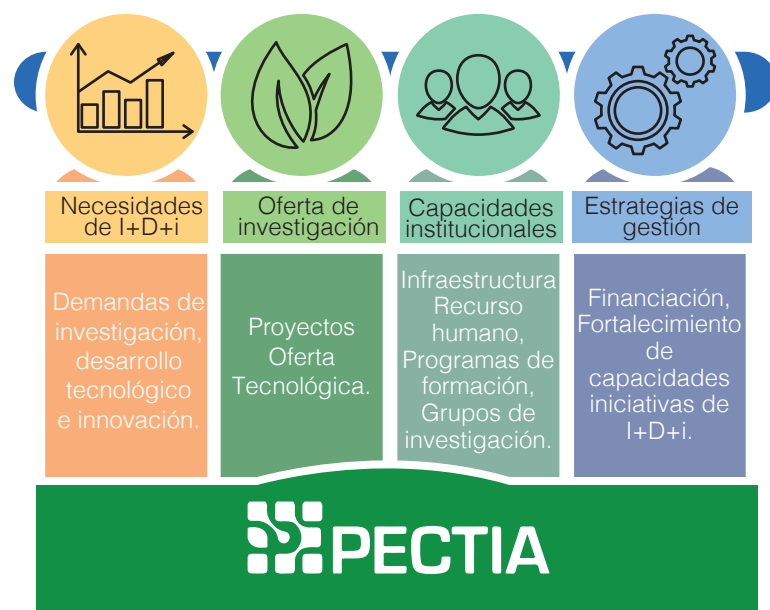 Necesidades
de I+D+i
Oferta de
investigación
Capacidades
institucionales
Estrategias de
gestión
Demandas de
investigación,
desarrollo
tecnológico
e innovación.
Proyectos
Oferta
Tecnológica.
Infraestructura
Recurso
humano,
Programas de
formación,
Grupos de
investigación.
Financiación,
Fortalecimiento
de
capacidades
iniciativas de
I+D+i.
PECTIA